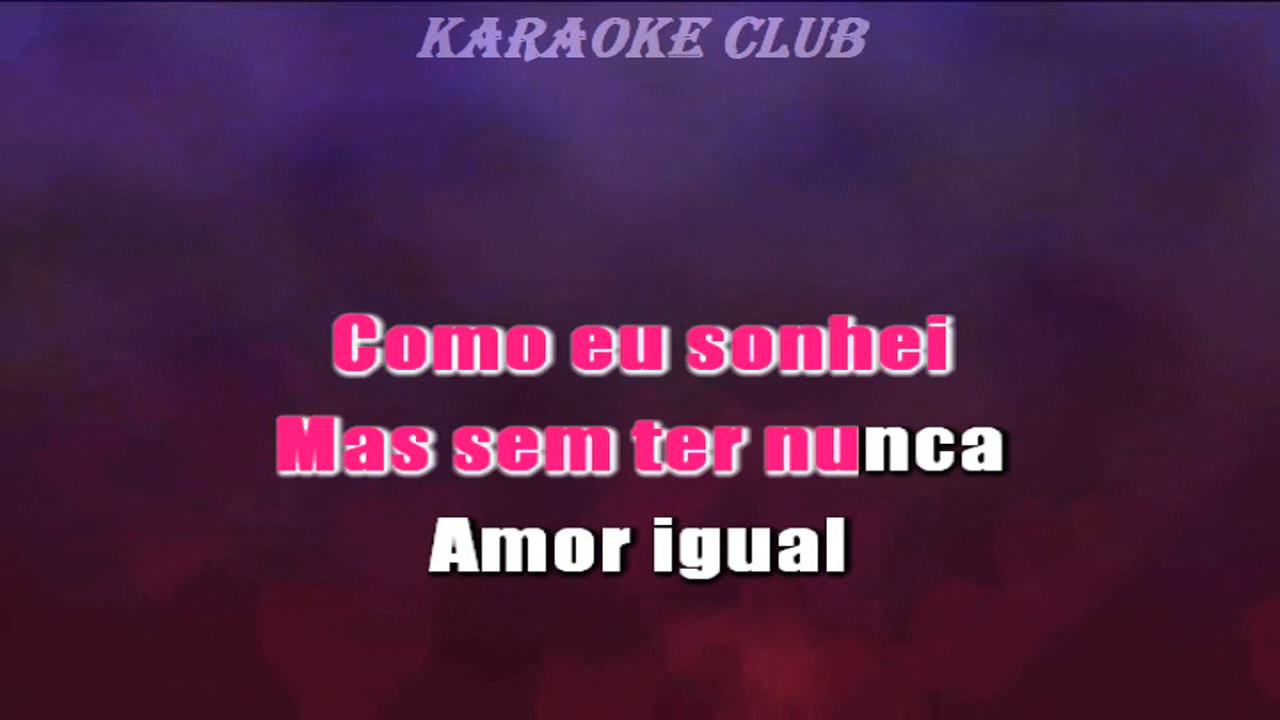 KARAOKE CLUB
Como eu sonhei
Mas sem ter nunca
Amor igual